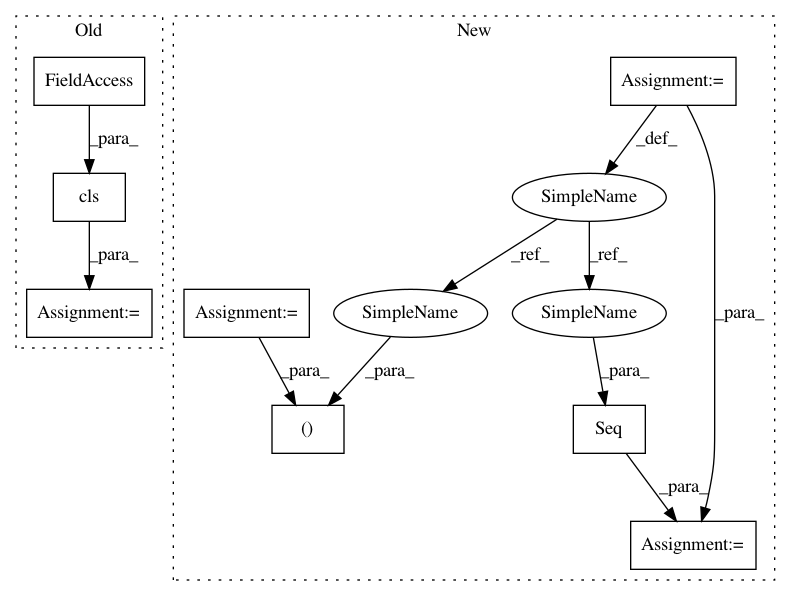 Old
New
FieldAccess
Assignment:=
_para_
_def_
cls
SimpleName
_para_
_ref_
_ref_
Assignment:=
Assignment:=
SimpleName
SimpleName
_para_
_para_
_para_
_para_
()
Seq
_para_
Assignment:=